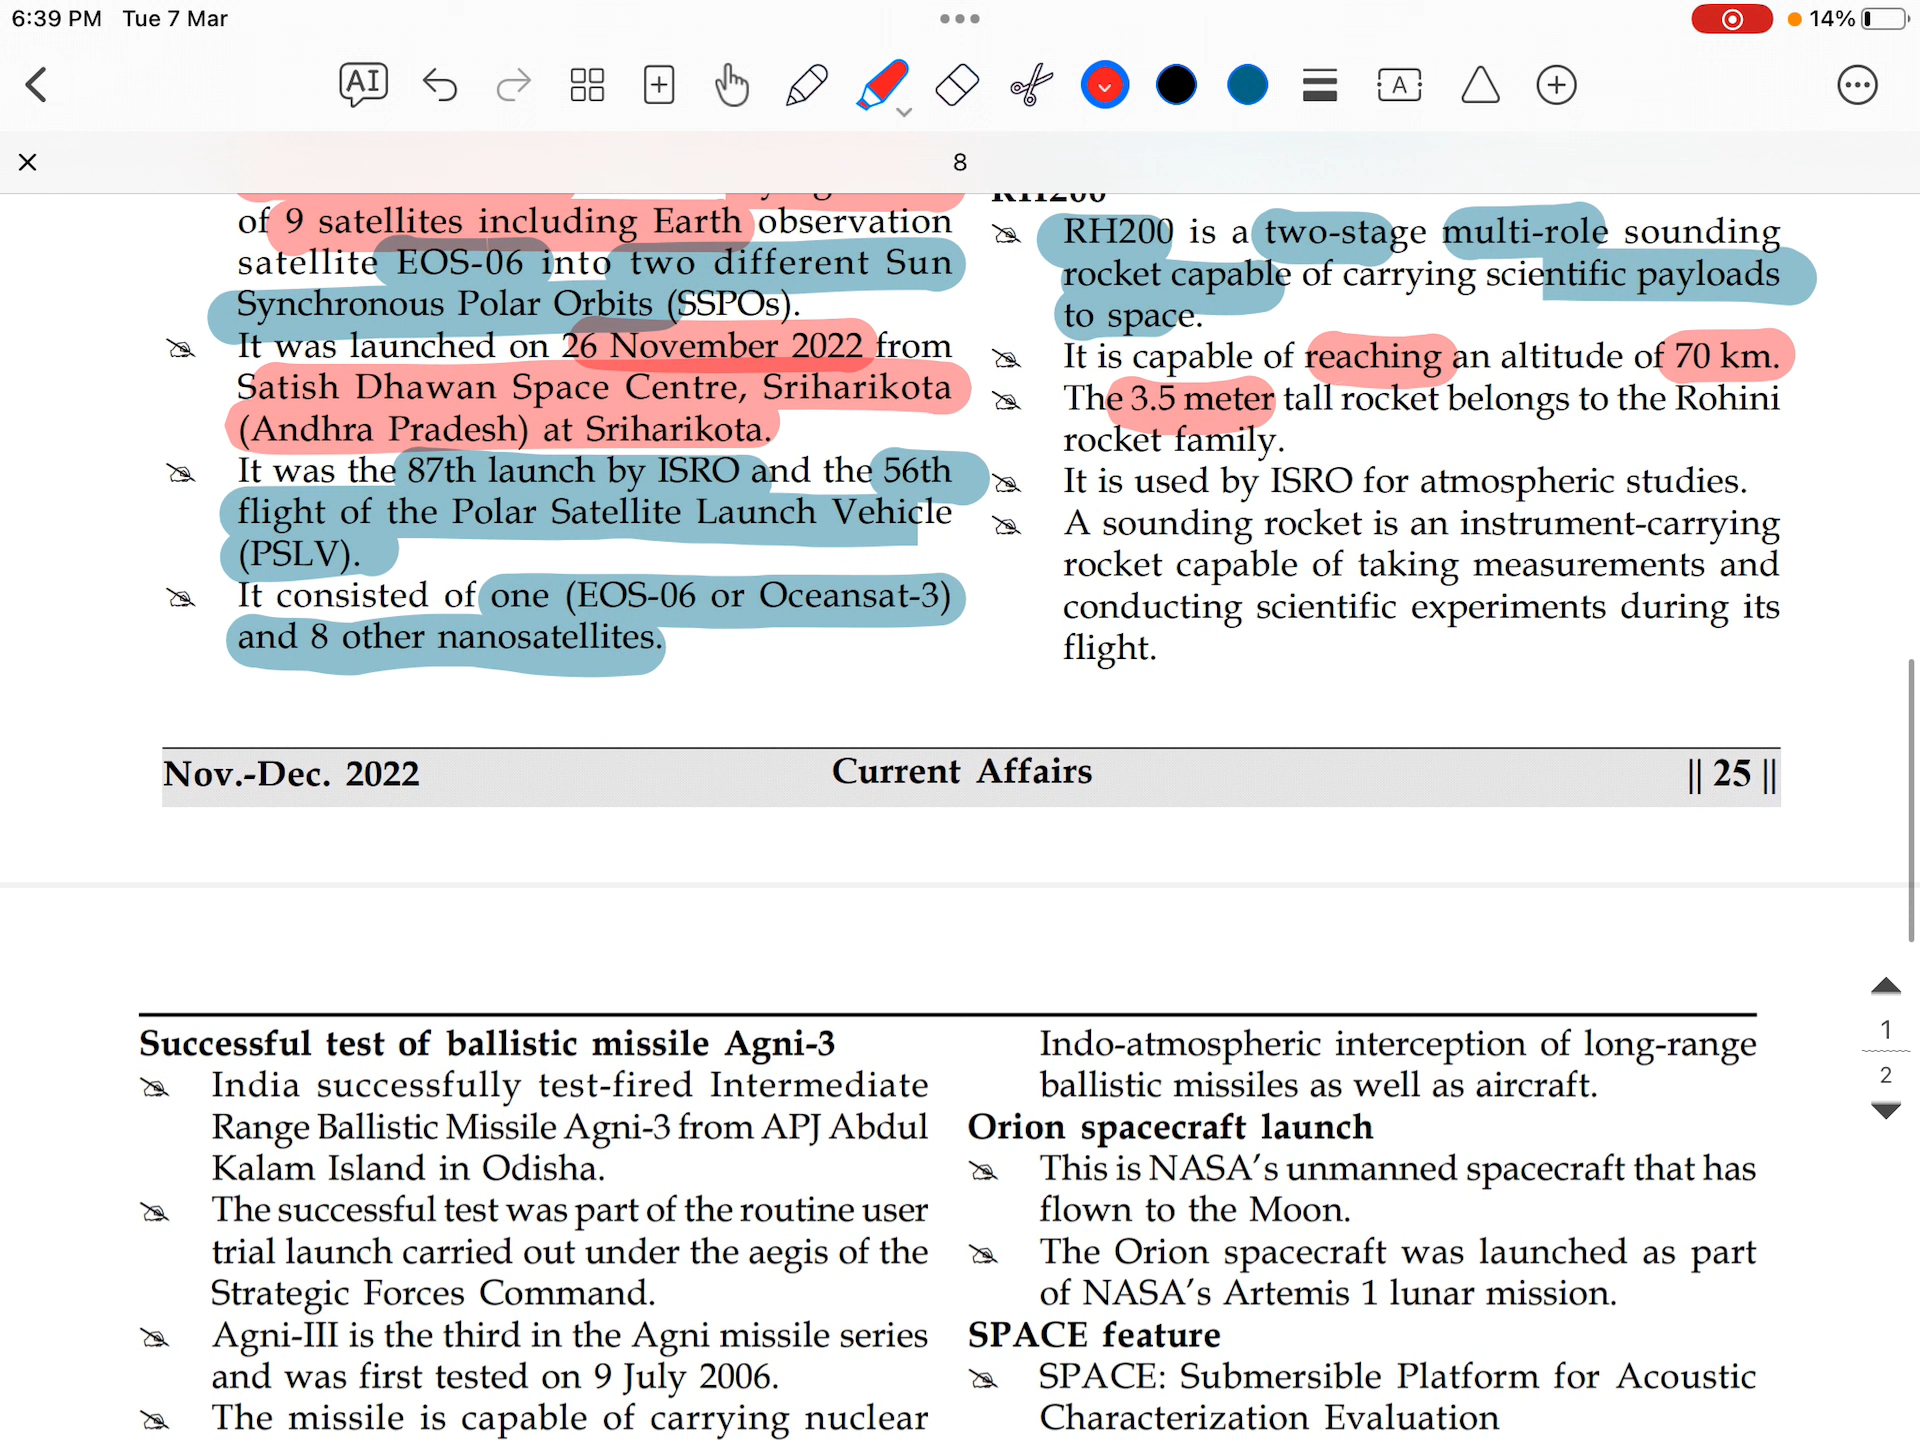 6:39 PM Tue 7 Mar
14%
AI
A
8
of 9 satellites including Earth observation
satellite EOS-06 into two different Sun
Synchronous Polar Orbits (SSPOs).
It was launched on 26 November 2022 from
Satish Dhawan Space Centre, Sriharikota
(Andhra Pradesh) at Sriharikota.
It was the 87th launch by ISRO and the 56th
flight of the Polar Satellite Launch Vehicle
(PSLV).
It consisted of one (EOS-06 or Oceansat-3)
and 8 other nanosatellites.
RH200
RH200 is a two-stage multi-role sounding
rocket capable of carrying scientific payloads
to space.
It is capable of reaching an altitude of 70 km.
The 3.5 meter tall rocket belongs to the Rohini
rocket family.
It is used by ISRO for atmospheric studies.
A sounding rocket is an instrument-carrying
rocket capable of taking measurements and
conducting scientific experiments during its
flight.
Nov.-Dec. 2022 Current Affairs || 25 ||
Successful test of ballistic missile Agni-3
India successfully test-fired Intermediate
Range Ballistic Missile Agni-3 from APJ Abdul
Kalam Island in Odisha.
The successful test was part of the routine user
trial launch carried out under the aegis of the
Strategic Forces Command.
Agni-III is the third in the Agni missile series
and was first tested on 9 July 2006.
The missile is capable of carrying nuclear
Indo-atmospheric interception of long-range
ballistic missiles as well as aircraft.
Orion spacecraft launch
This is NASA's unmanned spacecraft that has
flown to the Moon.
The Orion spacecraft was launched as part
of NASA's Artemis 1 lunar mission.
SPACE feature
SPACE: Submersible Platform for Acoustic
Characterization Evaluation
1
2